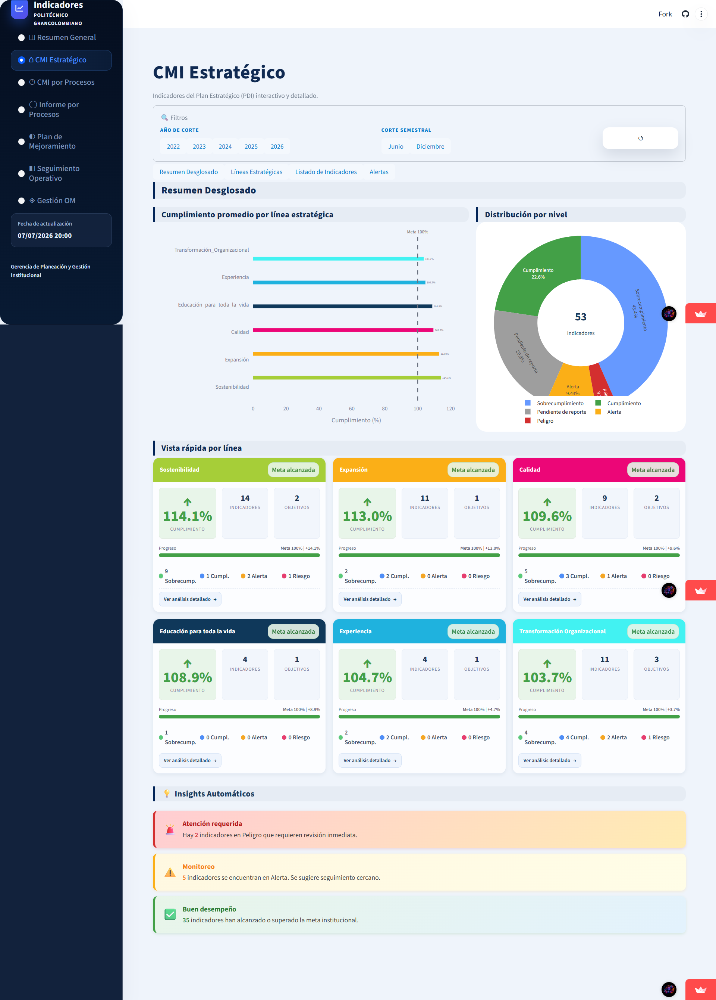 Indicadores
POLITÉCNICO
GRANCOLOMBIANO
Resumen General
CMI Estratégico
CMI por Procesos
Informe por
Procesos
Plan de
Mejoramiento
Seguimiento
Operativo
Gestión OM
Fecha de actualización
07/07/2026 20:00
Gerencia de Planeación y Gestión
Institucional
Fork
CMI Estratégico
Indicadores del Plan Estratégico (PDI) interactivo y detallado.
🔍 Filtros
AÑO DE CORTE
2022 2023 2024 2025 2026
CORTE SEMESTRAL
Junio Diciembre
↺
Resumen Desglosado Líneas Estratégicas Listado de Indicadores Alertas
Resumen Desglosado
Cumplimiento promedio por línea estratégica
Meta 100%
Transformación_Organizacional
103.7%
Experiencia
104.7%
Educación_para_toda_la_vida
108.9%
Calidad
109.6%
Expansión
113.0%
Sostenibilidad
114.1%
0 20 40 60 80 100 120
Cumplimiento (%)
Distribución por nivel
Cumplimiento
22.6%
Sobrecumplimiento
43.4%
53
indicadores
Pendiente de reporte
20.8%
Alerta
9.43%
Sobrecumplimiento Cumplimiento
Pendiente de reporte Alerta
Peligro
Vista rápida por línea
Sostenibilidad Meta alcanzada
↑
114.1%
CUMPLIMIENTO
14
INDICADORES
2
OBJETIVOS
Progreso Meta 100% | +14.1%
9
Sobrecump.
1 Cumpl. 2 Alerta 1 Riesgo
Ver análisis detallado →
Expansión Meta alcanzada
↑
113.0%
CUMPLIMIENTO
11
INDICADORES
1
OBJETIVOS
Progreso Meta 100% | +13.0%
2
Sobrecump.
2 Cumpl. 0 Alerta 0 Riesgo
Ver análisis detallado →
Calidad Meta alcanzada
↑
109.6%
CUMPLIMIENTO
9
INDICADORES
2
OBJETIVOS
Progreso Meta 100% | +9.6%
5
Sobrecump.
3 Cumpl. 1 Alerta 0 Riesgo
Ver análisis detallado →
Educación para toda la vida Meta alcanzada
↑
108.9%
CUMPLIMIENTO
4
INDICADORES
1
OBJETIVOS
Progreso Meta 100% | +8.9%
1
Sobrecump.
0 Cumpl. 0 Alerta 0 Riesgo
Ver análisis detallado →
Experiencia Meta alcanzada
↑
104.7%
CUMPLIMIENTO
4
INDICADORES
1
OBJETIVOS
Progreso Meta 100% | +4.7%
2
Sobrecump.
2 Cumpl. 0 Alerta 0 Riesgo
Ver análisis detallado →
Transformación Organizacional Meta alcanzada
↑
103.7%
CUMPLIMIENTO
11
INDICADORES
3
OBJETIVOS
Progreso Meta 100% | +3.7%
4
Sobrecump.
4 Cumpl. 2 Alerta 1 Riesgo
Ver análisis detallado →
💡 Insights Automáticos
Atención requerida
Hay 2 indicadores en Peligro que requieren revisión inmediata.
Monitoreo
5 indicadores se encuentran en Alerta. Se sugiere seguimiento cercano.
Buen desempeño
35 indicadores han alcanzado o superado la meta institucional.